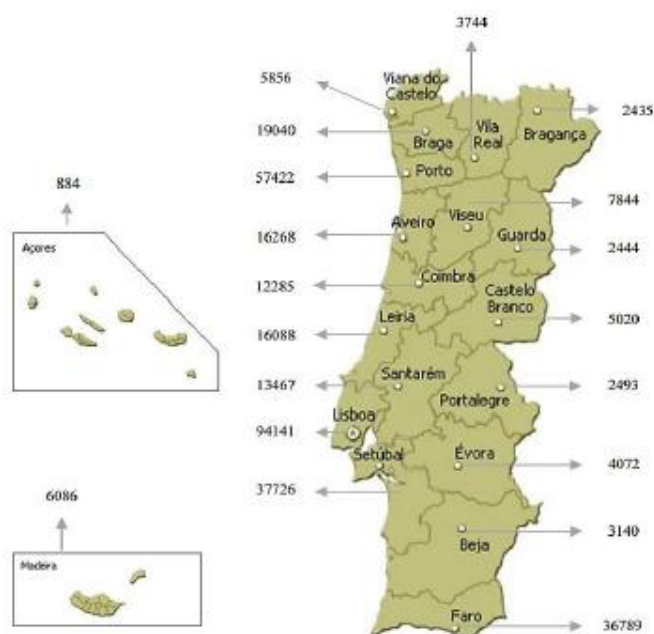 3744
5856
Viana do
Castelo
2435
19040
Braga
Vila
Real
Bragança
57422
Porto
884
7844
Açores
Aveiro
Viseu
Guarda
16268
2444
12285
Coimbra
Castelo
Branco
5020
Leiria
16088
Santarém
13467
2493
Portalegre
Lisboa
94141
Setúbal
Évora
4072
6086
37726
3140
Beja
Madeira
Faro
36789